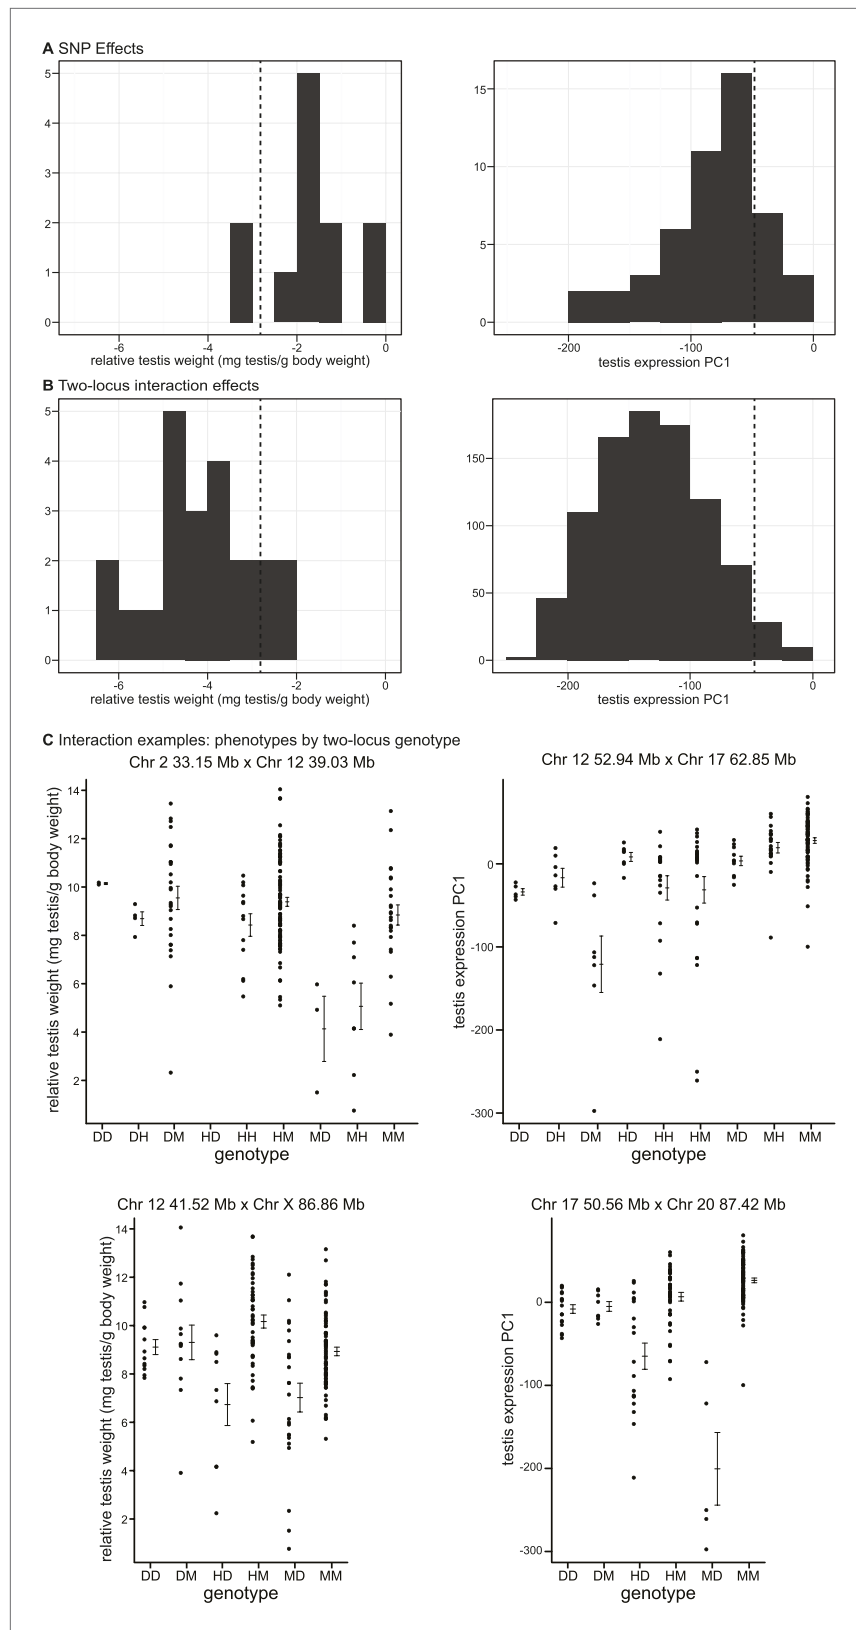 A SNP Effects
5
4
3
2
1
0
-6 -4 -2 0
relative testis weight (mg testis/g body weight)
15
10
5
0
-200 -100 0
testis expression PC1
B Two-locus interaction effects
5
4
3
2
1
0
-6 -4 -2 0
relative testis weight (mg testis/g body weight)
150
100
50
0
-200 -100 0
testis expression PC1
C Interaction examples: phenotypes by two-locus genotype
Chr 2 33.15 Mb x Chr 12 39.03 Mb
relative testis weight (mg testis/g body weight)
14
12
10
8
6
4
2
DD DH DM HD HH HM MD MH MM
genotype
Chr 12 52.94 Mb x Chr 17 62.85 Mb
testis expression PC1
0
-100
-200
-300
DD DH DM HD HH HM MD MH MM
genotype
Chr 12 41.52 Mb x Chr X 86.86 Mb
relative testis weight (mg testis/g body weight)
14
12
10
8
6
4
2
DD DM HD HM MD MM
genotype
Chr 17 50.56 Mb x Chr 20 87.42 Mb
testis expression PC1
0
-100
-200
-300
DD DM HD HM MD MM
genotype